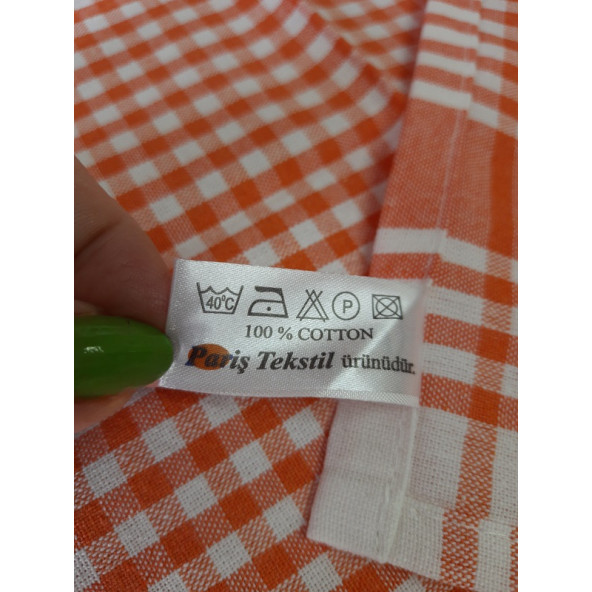 40°C P
100 % COTTON
Pariş Tekstil ürünüdür.